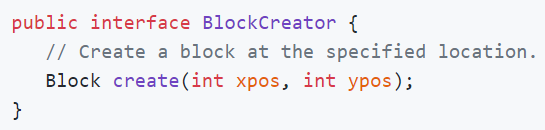 public interface BlockCreator {
   // Create a block at the specified location.
   Block create(int xpos, int ypos);
}